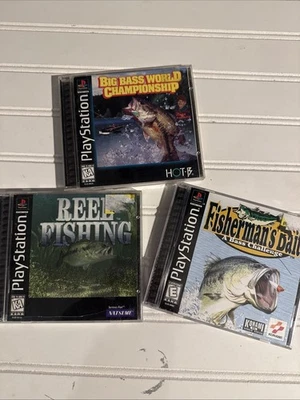 PlayStation
BIG BASS WORLD
CHAMPIONSHIP
HOT·B
PlayStation
REEL
FISHING
NATSUME
PlayStation
Fisherman's Bait
A Bass Challenge
E
KONAMI